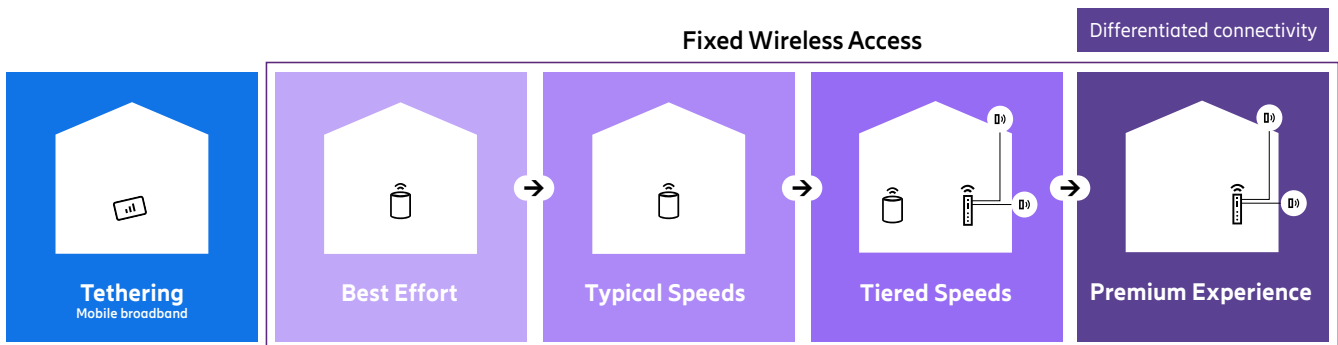 Fixed Wireless Access
Differentiated connectivity
Tethering
Mobile broadband
Best Effort
Typical Speeds
Tiered Speeds
Premium Experience